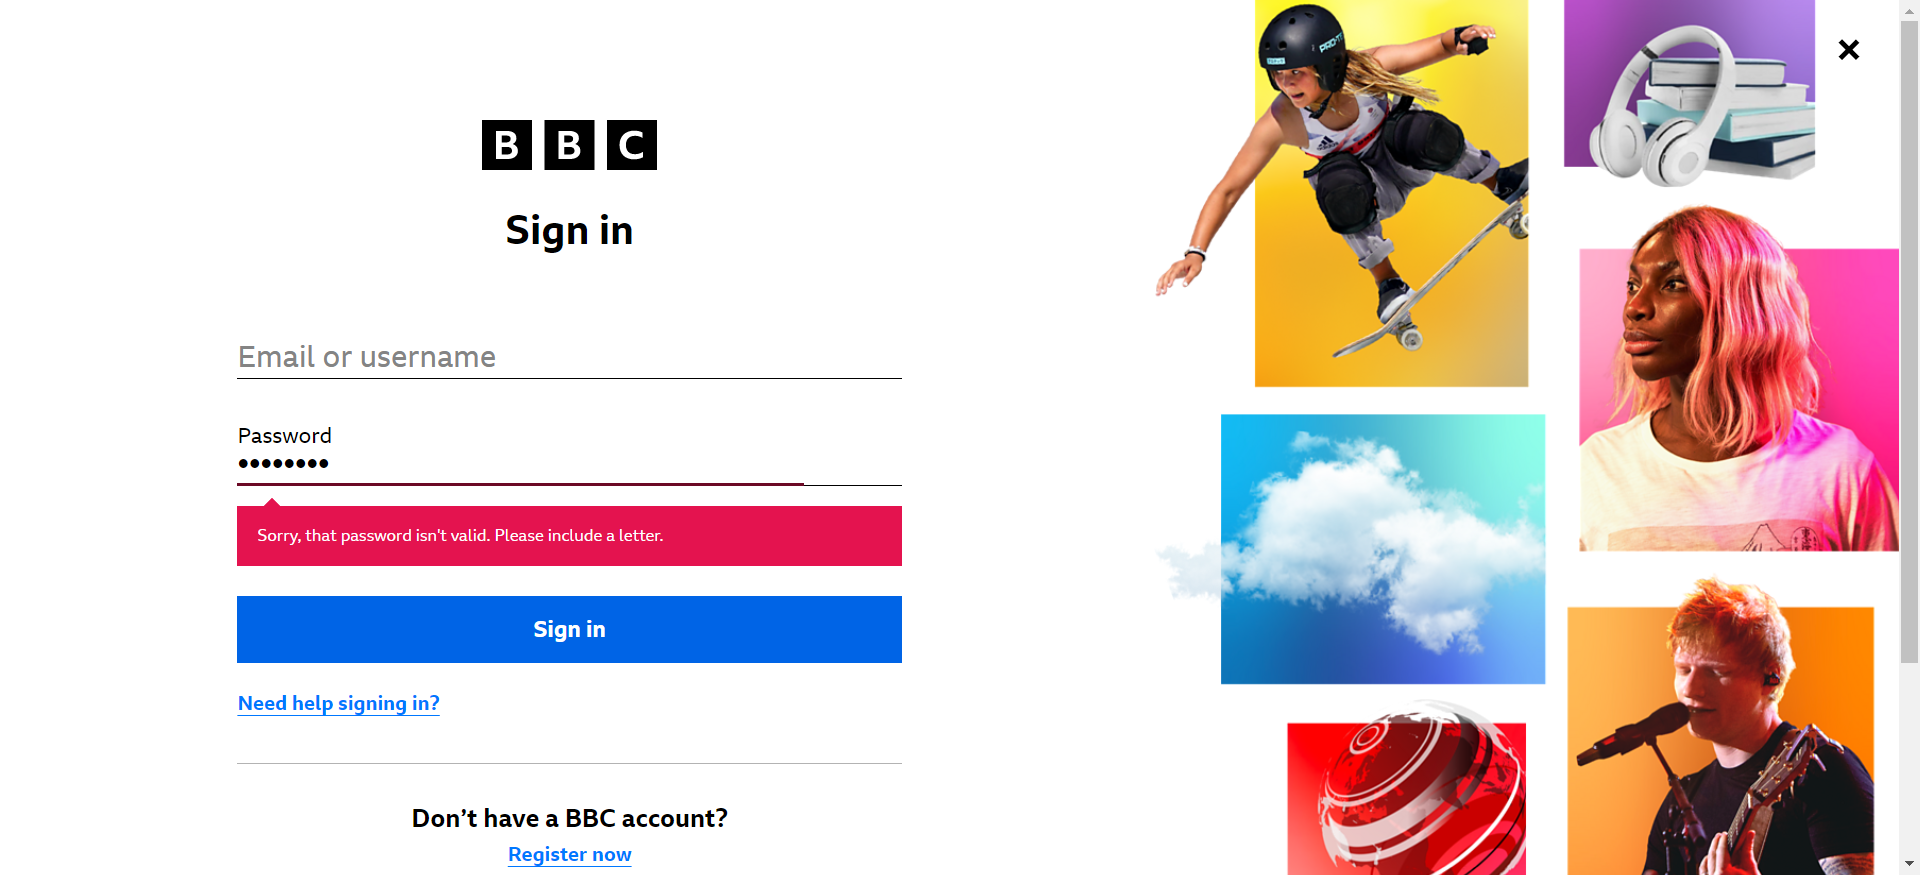 BBC
Sign in
Email or username
Password
Sorry, that password isn't valid. Please include a letter.
Sign in
Need help signing in?
Don’t have a BBC account?
Register now